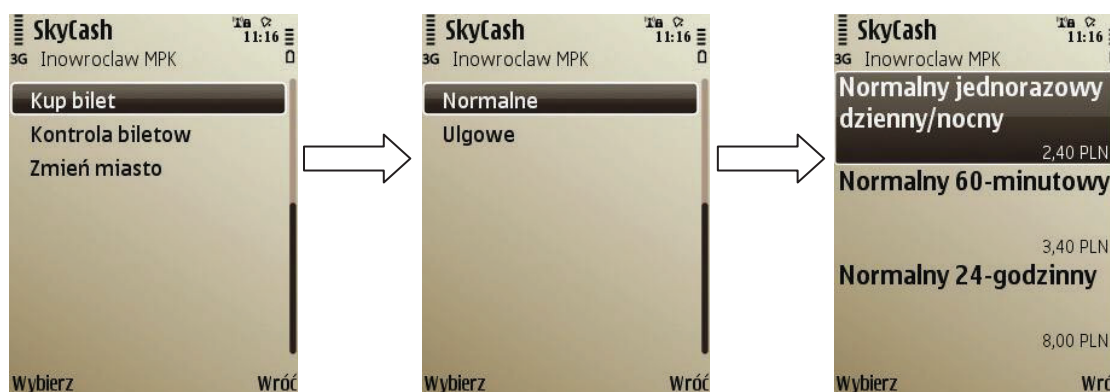 SkyCash
11:16
3G Inowroclaw MPK
Kup bilet
Kontrola biletow
Zmień miasto
Wybierz Wróć
SkyCash
11:16
3G Inowroclaw MPK
Normalne
Ulgowe
Wybierz Wróć
SkyCash
11:16
3G Inowroclaw MPK
Normalny jednorazowy
dzienny/nocny
2,40 PLN
Normalny 60-minutowy
3,40 PLN
Normalny 24-godzinny
8,00 PLN
Wybierz